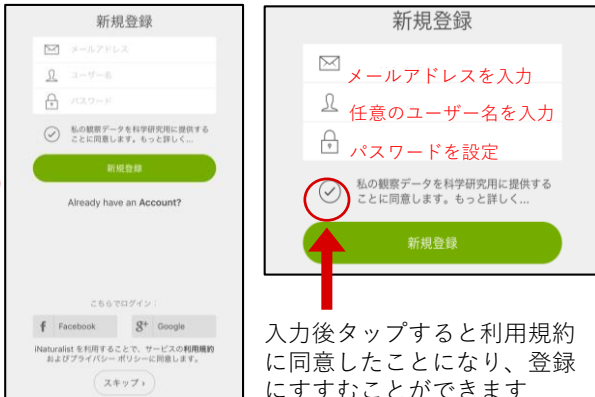 新規登録
メールアドレス
ユーザー名
パスワード
私の観察データを科学研究用に提供する
ことに同意します。もっと詳しく...
新規登録
Already have an Account?
こちらでログイン：
f Facebook
g+ Google
iNaturalist を利用することで、サービスの利用規約
およびプライバシー ポリシーに同意します。
スキップ ›
新規登録
メールアドレスを入力
任意のユーザー名を入力
パスワードを設定
私の観察データを科学研究用に提供する
ことに同意します。もっと詳しく...
新規登録
入力後タップすると利用規約
に同意したことになり、登録
にすすむことができます